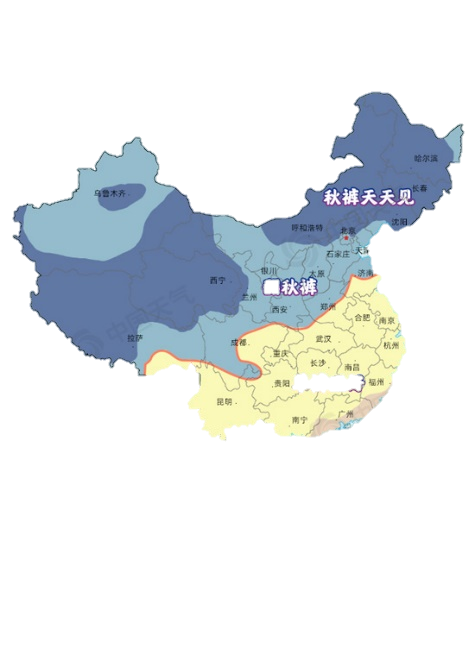 哈尔滨
长春
秋裤天天见
乌鲁木齐
沈阳
呼和浩特
北京
石家庄
银川
太原
济南
西宁
秋裤
兰州
西安
郑州
合肥
南京
拉萨
成都
武汉
杭州
重庆
长沙
南昌
贵阳
福州
昆明
广州
南宁